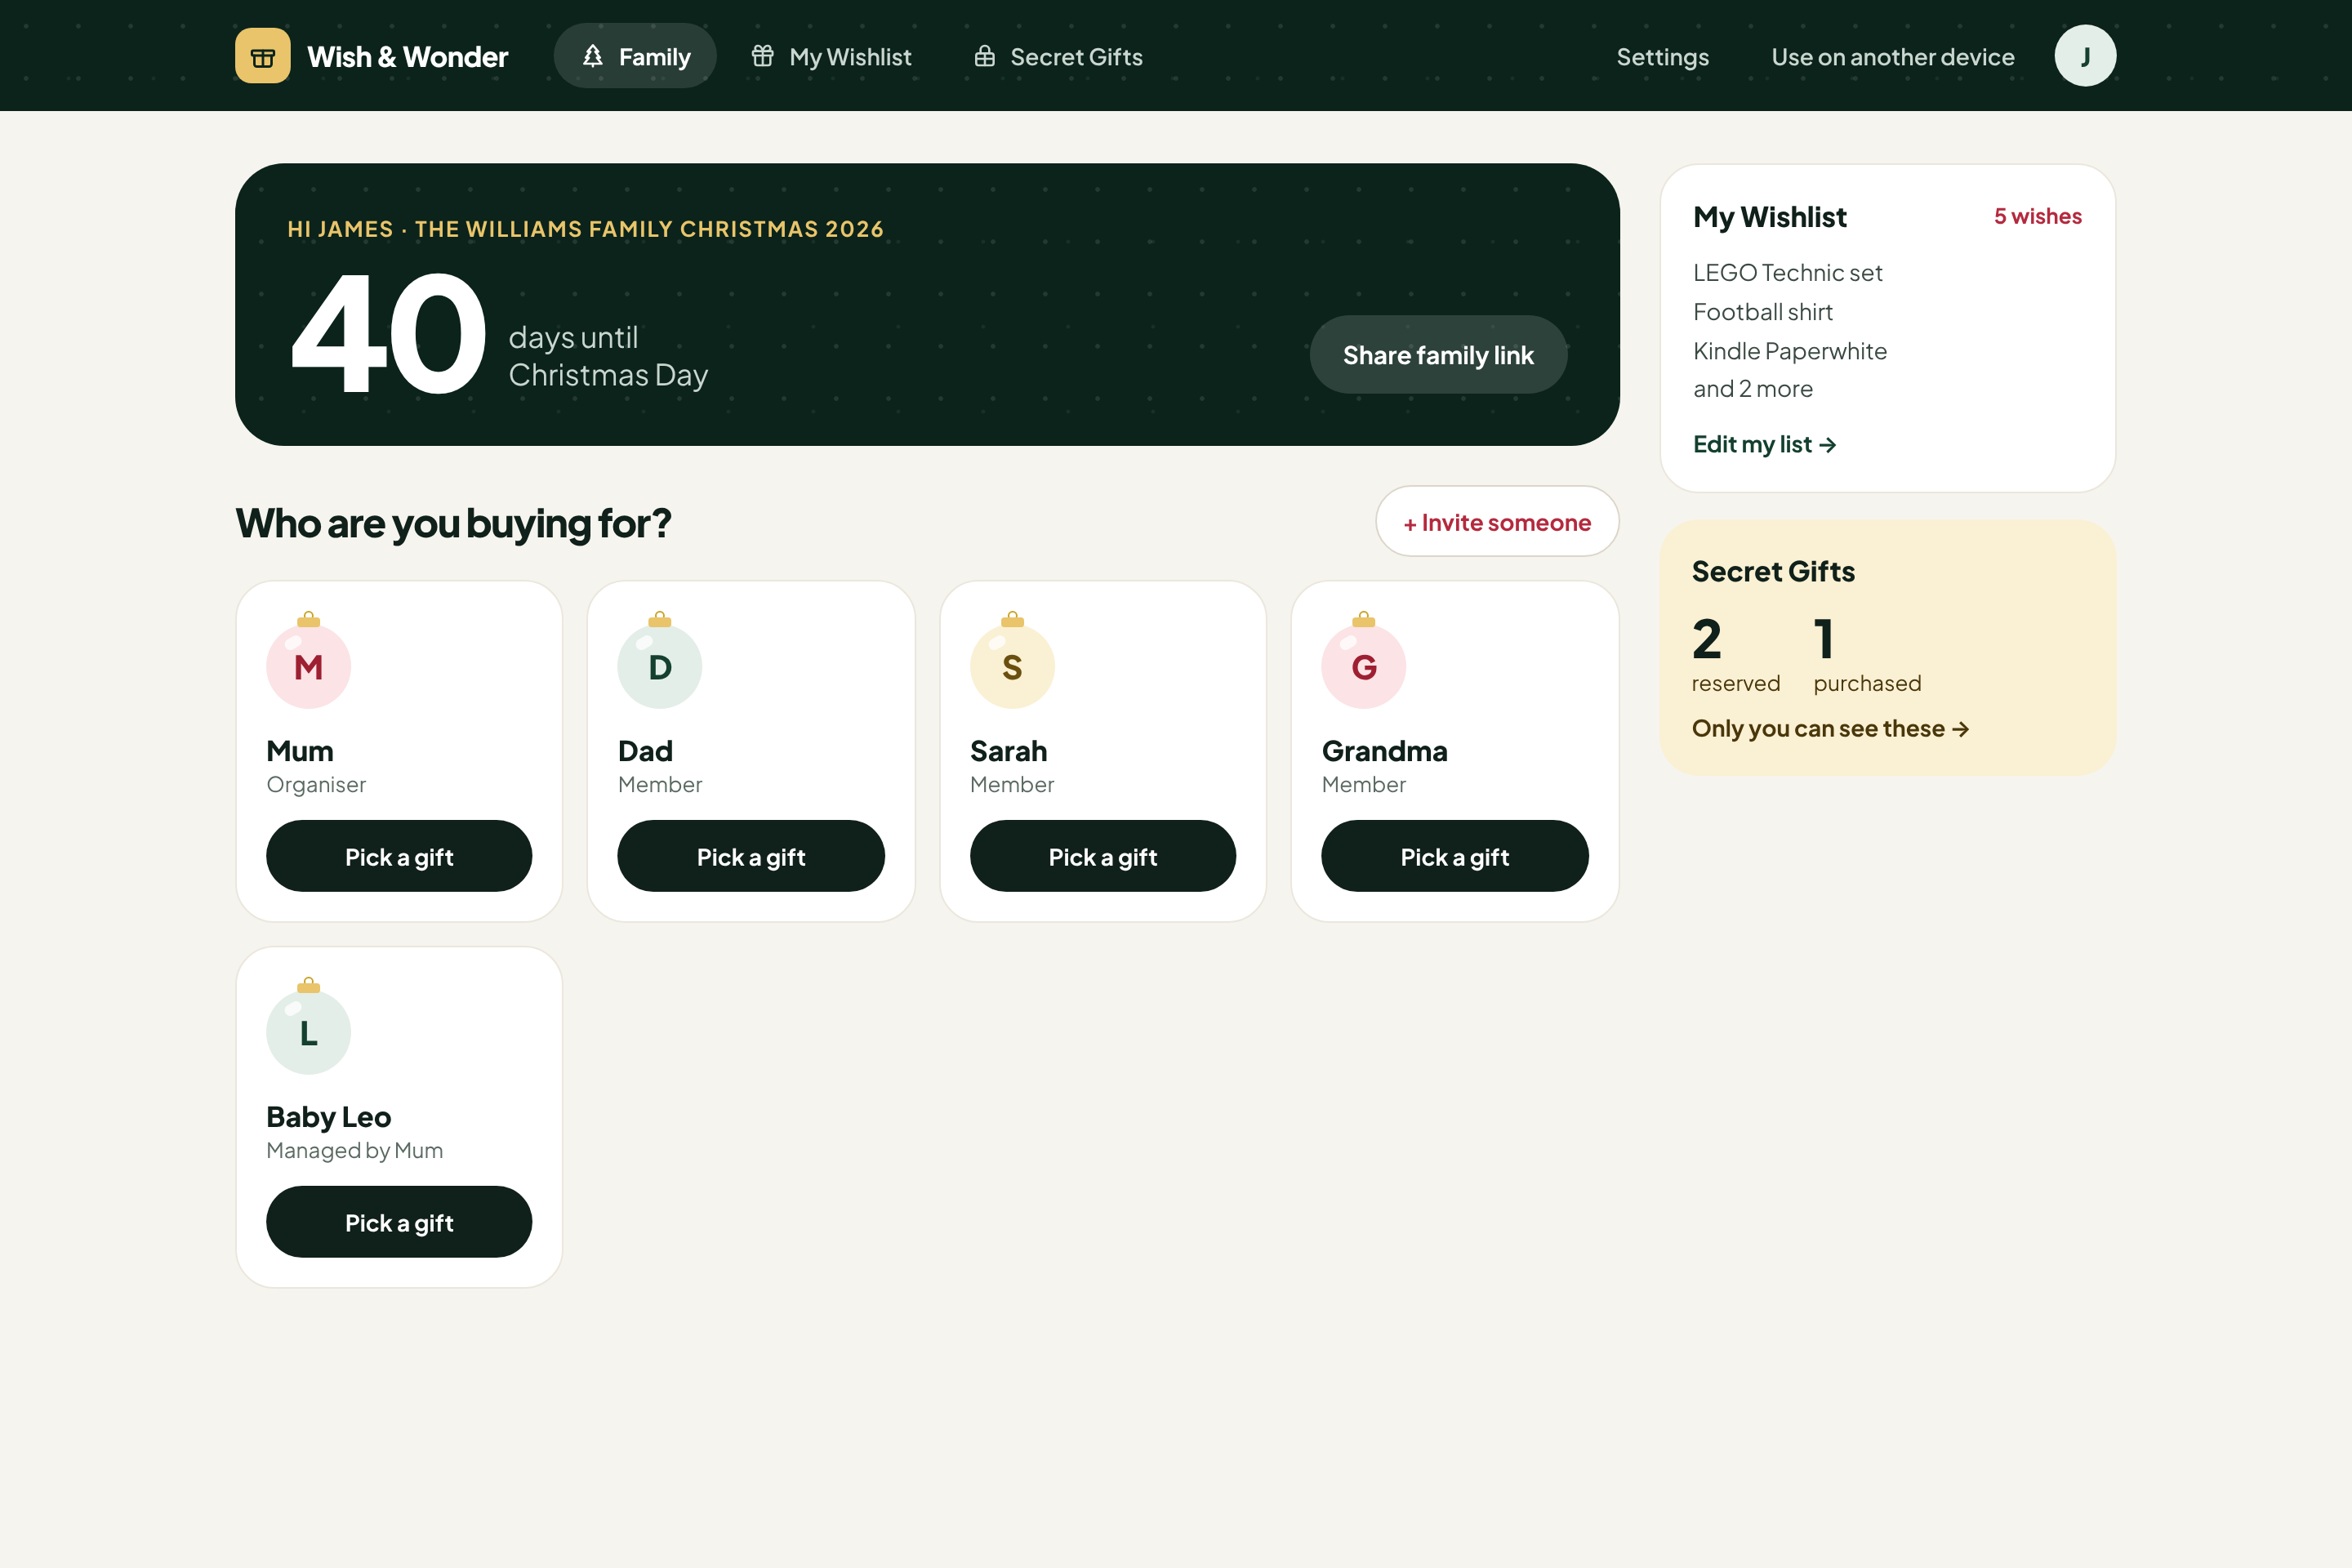 Wish & Wonder
Family
My Wishlist
Secret Gifts
Settings
Use on another device
J
HI JAMES · THE WILLIAMS FAMILY CHRISTMAS 2026
40
days until
Christmas Day
Share family link
Who are you buying for?
+ Invite someone
M
Mum
Organiser
Pick a gift
D
Dad
Member
Pick a gift
S
Sarah
Member
Pick a gift
G
Grandma
Member
Pick a gift
L
Baby Leo
Managed by Mum
Pick a gift
My Wishlist
5 wishes
LEGO Technic set
Football shirt
Kindle Paperwhite
and 2 more
Edit my list →
Secret Gifts
2
reserved
1
purchased
Only you can see these →